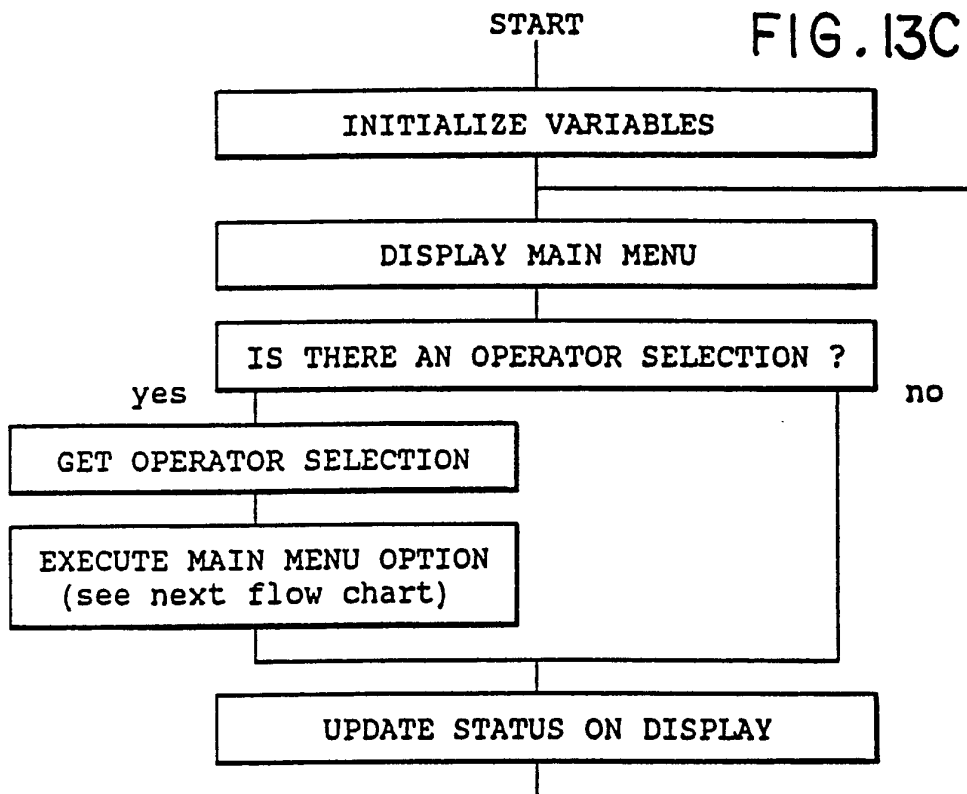 START
FIG. 13C
INITIALIZE VARIABLES
DISPLAY MAIN MENU
IS THERE AN OPERATOR SELECTION ?
yes
no
GET OPERATOR SELECTION
EXECUTE MAIN MENU OPTION
(see next flow chart)
UPDATE STATUS ON DISPLAY